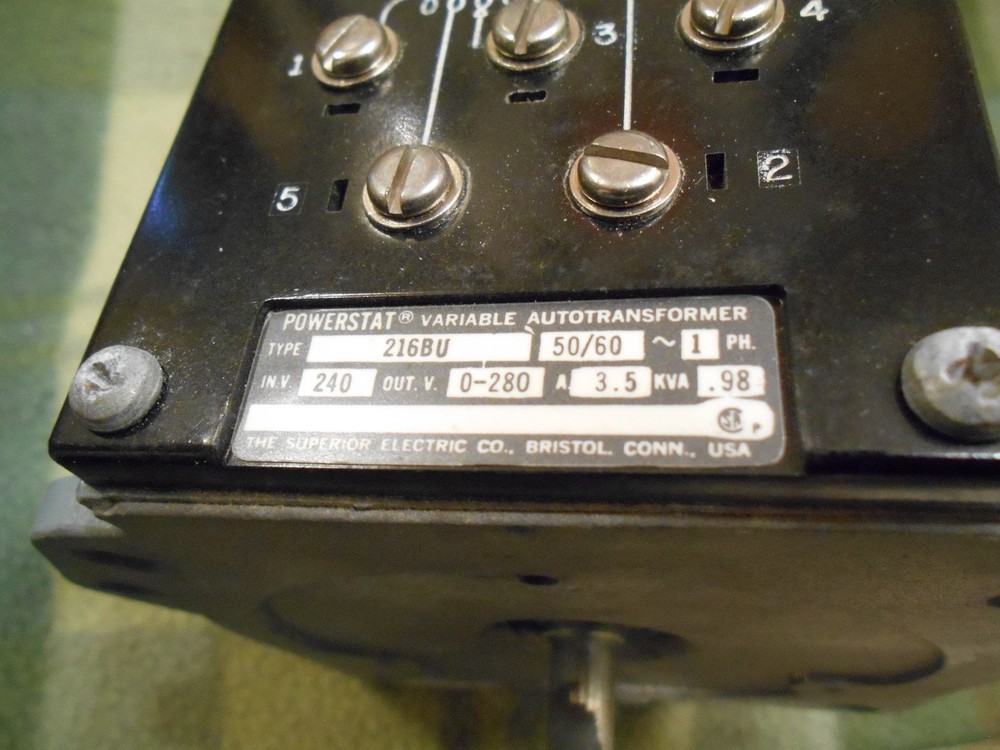 1 3 4
5 2
POWERSTAT® VARIABLE AUTOTRANSFORMER
TYPE 216BU 50/60 ~ 1 PH.
IN.V. 240 OUT. V. 0-280 A. 3.5 KVA .98
SA P
THE SUPERIOR ELECTRIC CO., BRISTOL, CONN., USA